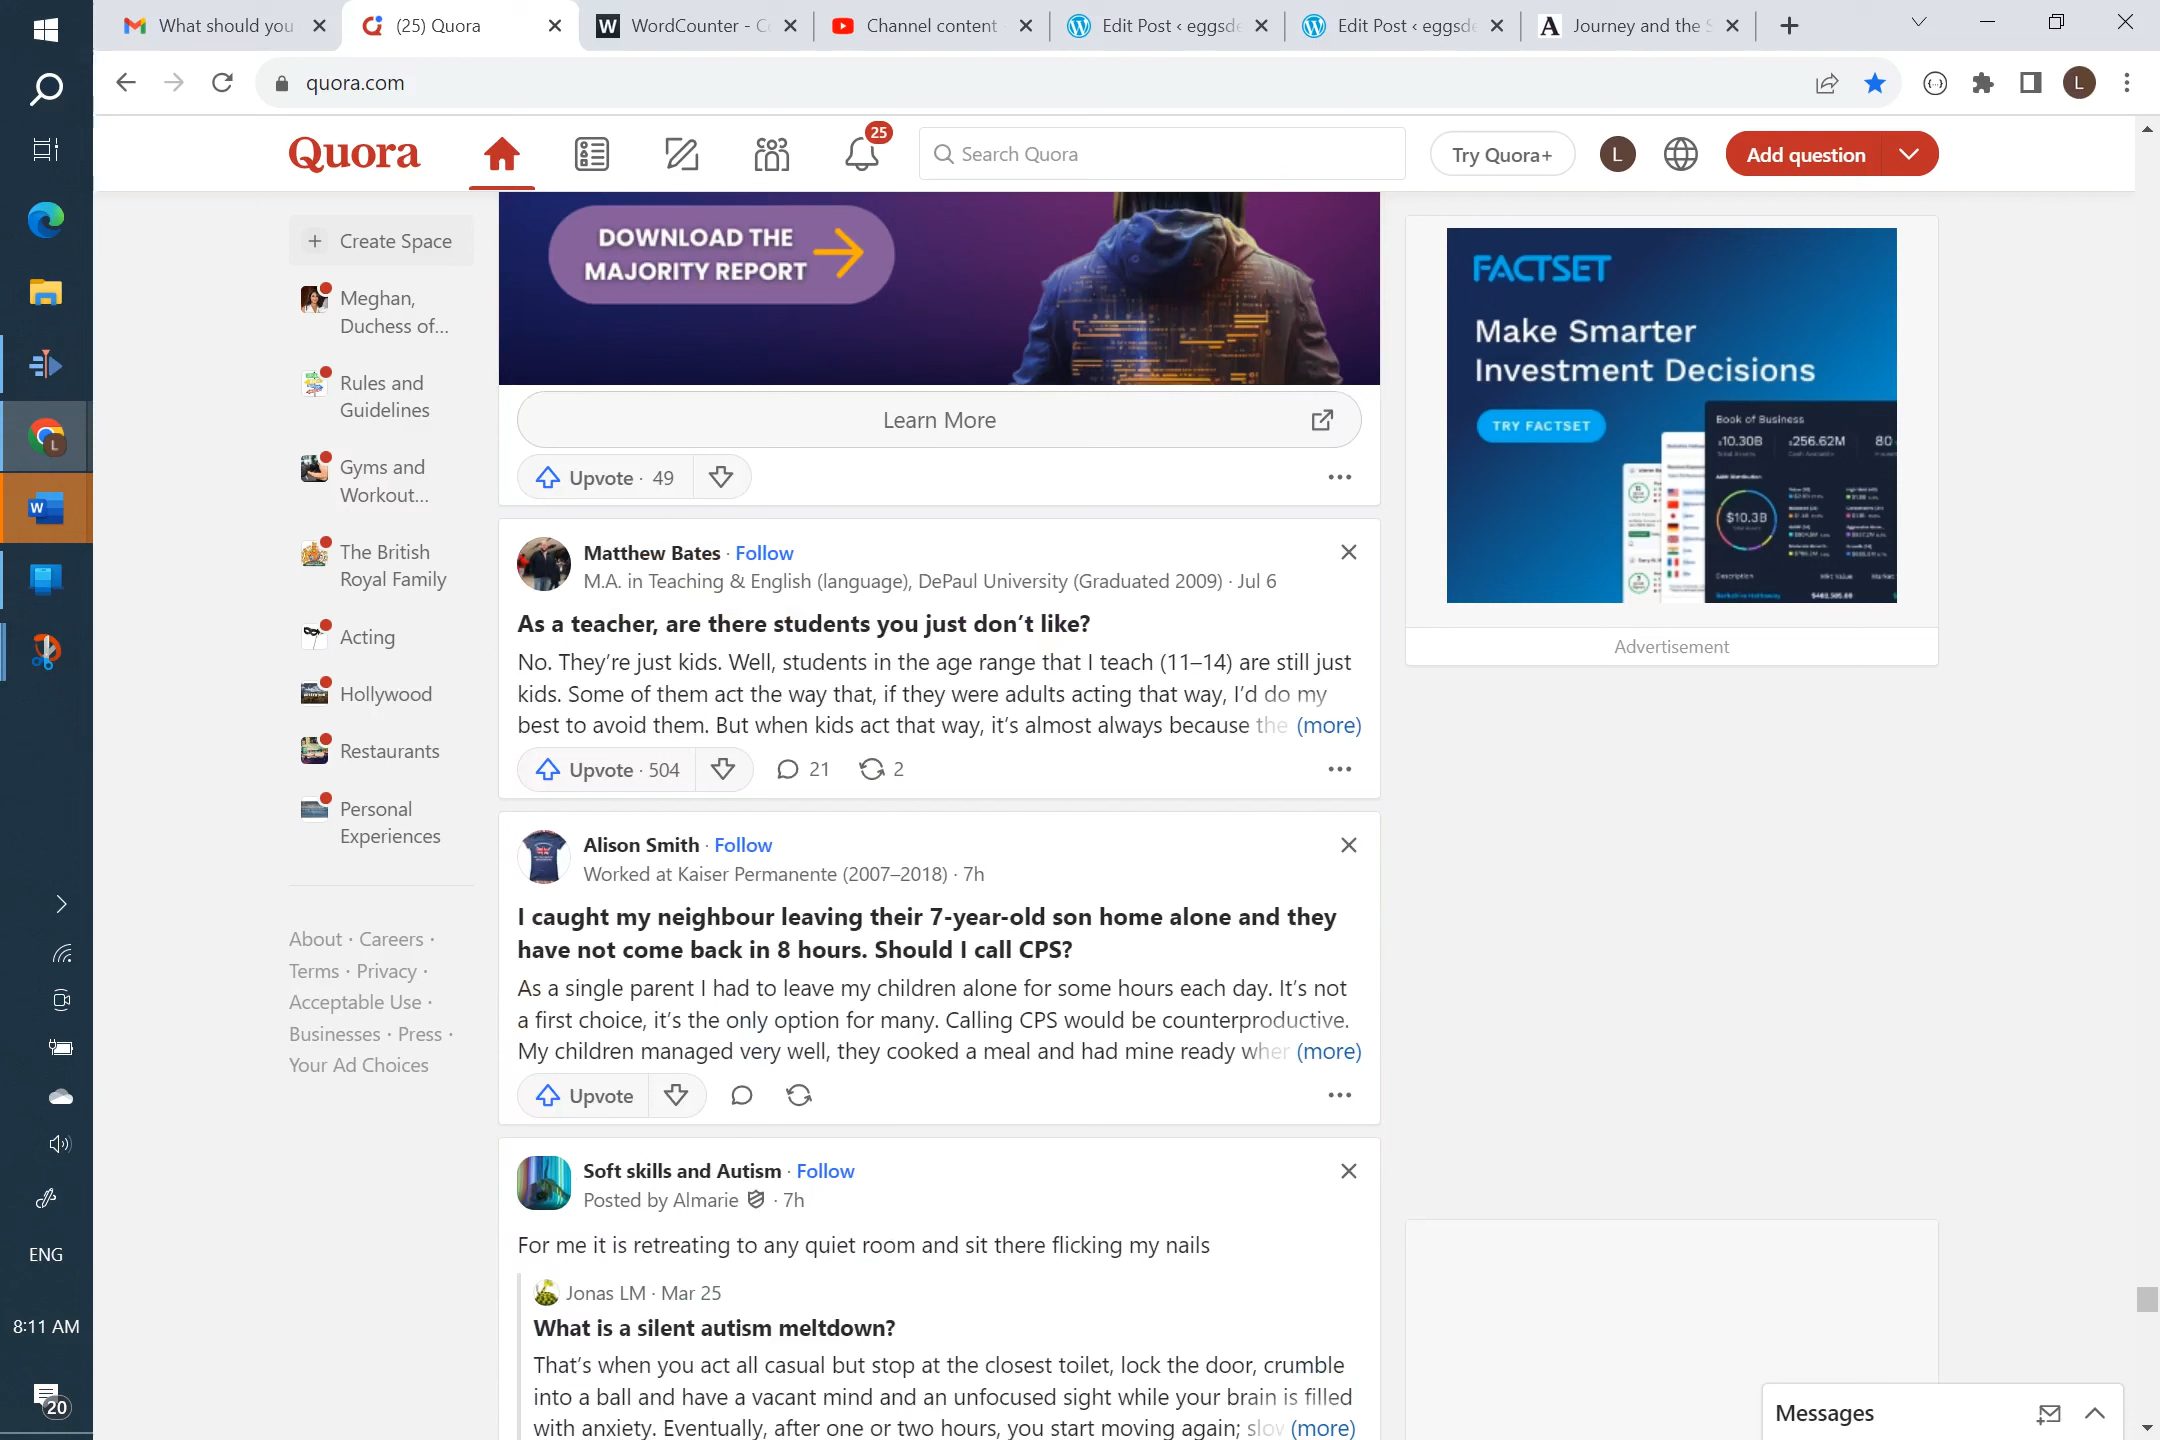 What should you
(25) Quora
WordCounter - Co
Channel content
Edit Post ‹ eggsde
Edit Post ‹ eggsde
Journey and the S
quora.com
L
Quora
25
Search Quora
Try Quora+
L
Add question
Create Space
Meghan,
Duchess of...
Rules and
Guidelines
Gyms and
Workout...
The British
Royal Family
Acting
Hollywood
Restaurants
Personal
Experiences
About · Careers ·
Terms · Privacy ·
Acceptable Use ·
Businesses · Press ·
Your Ad Choices
DOWNLOAD THE
MAJORITY REPORT
Learn More
Upvote · 49
Matthew Bates · Follow
M.A. in Teaching & English (language), DePaul University (Graduated 2009) · Jul 6
As a teacher, are there students you just don’t like?
No. They’re just kids. Well, students in the age range that I teach (11–14) are still just
kids. Some of them act the way that, if they were adults acting that way, I’d do my
best to avoid them. But when kids act that way, it’s almost always because the (more)
Upvote · 504
21
2
Alison Smith · Follow
Worked at Kaiser Permanente (2007–2018) · 7h
I caught my neighbour leaving their 7-year-old son home alone and they
have not come back in 8 hours. Should I call CPS?
As a single parent I had to leave my children alone for some hours each day. It’s not
a first choice, it’s the only option for many. Calling CPS would be counterproductive.
My children managed very well, they cooked a meal and had mine ready when (more)
Upvote
Soft skills and Autism · Follow
Posted by Almarie · 7h
For me it is retreating to any quiet room and sit there flicking my nails
Jonas LM · Mar 25
What is a silent autism meltdown?
That’s when you act all casual but stop at the closest toilet, lock the door, crumble
into a ball and have a vacant mind and an unfocused sight while your brain is filled
with anxiety. Eventually, after one or two hours, you start moving again; slow (more)
FACTSET
Make Smarter
Investment Decisions
TRY FACTSET
Book of Business
$10.30B
$256.62M
80
$10.3B
Description
Advertisement
Messages
L
W
ENG
8:11 AM
20